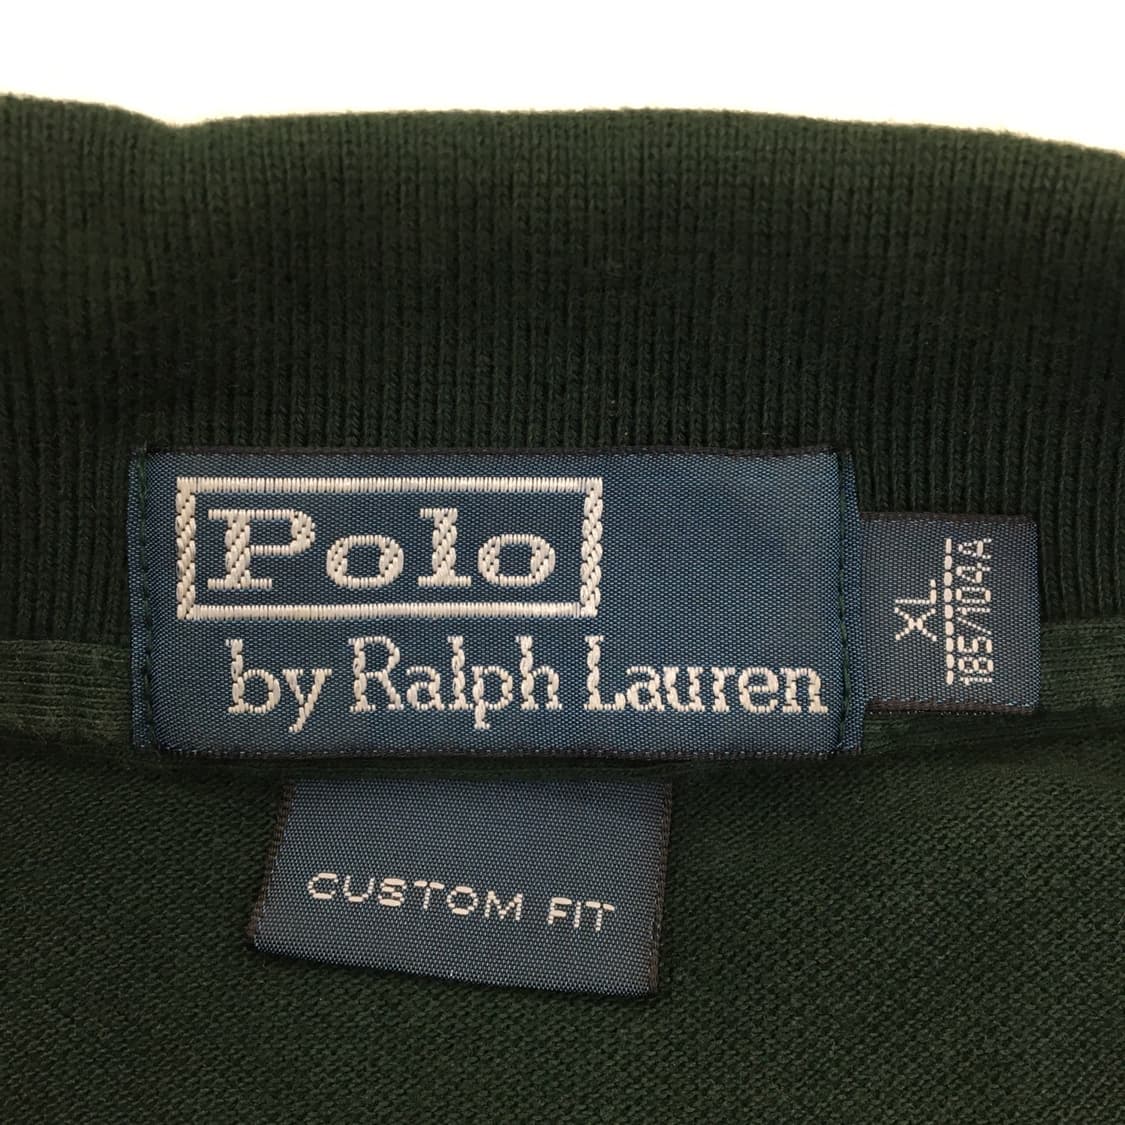 Polo
by Ralph Lauren
XL
185/104A
CUSTOM FIT